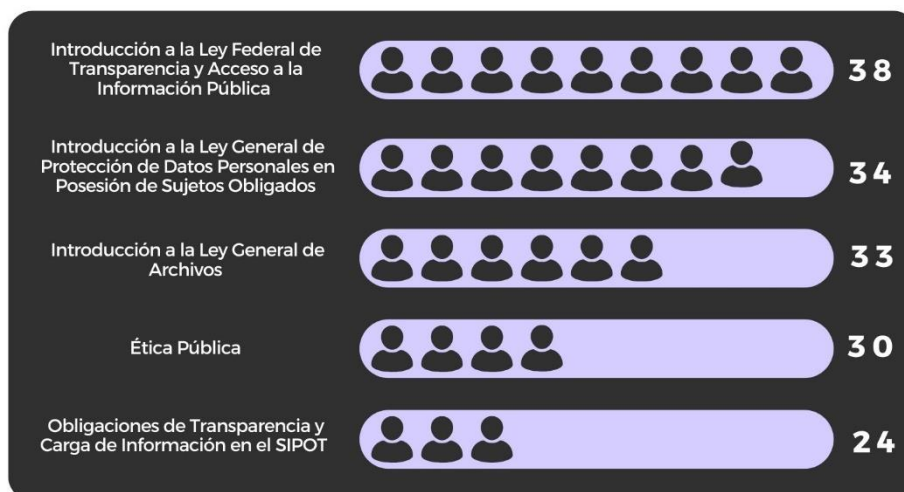 Introducción a la Ley Federal de
Transparencia y Acceso a la
Información Pública
38
Introducción a la Ley General de
Protección de Datos Personales en
Posesión de Sujetos Obligados
34
Introducción a la Ley General de
Archivos
33
Ética Pública
30
Obligaciones de Transparencia y
Carga de Información en el SIPOT
24